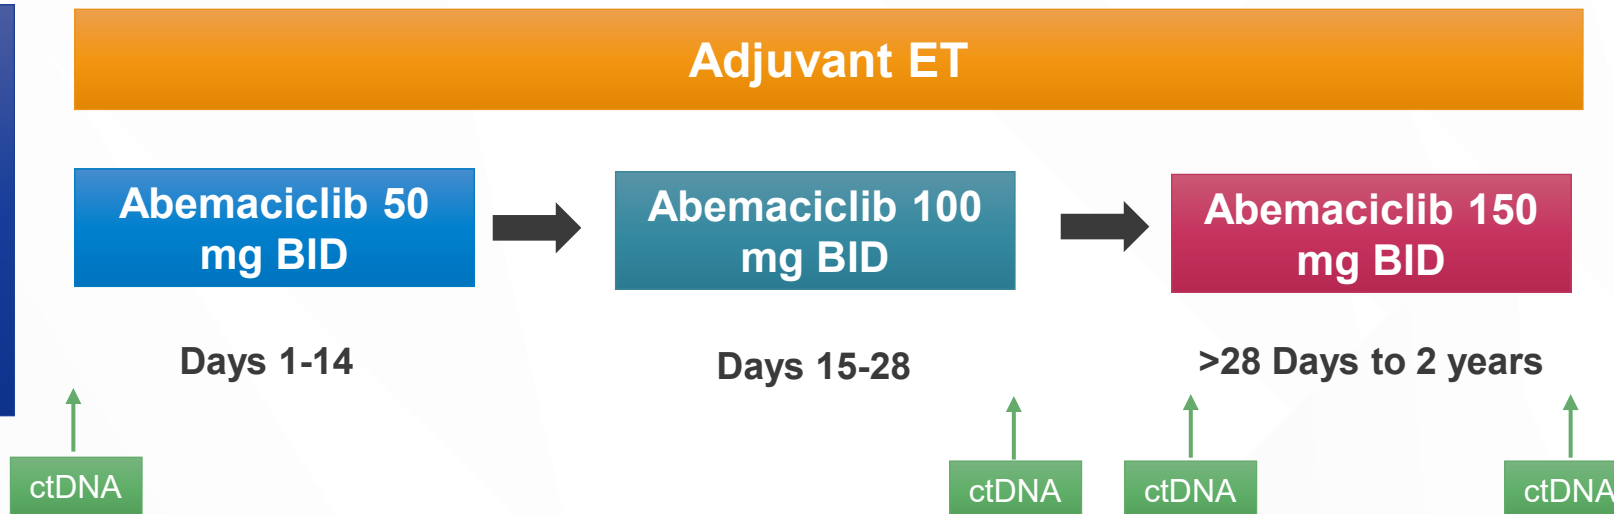 Adjuvant ET
Abemaciclib 50
mg BID
Abemaciclib 100
mg BID
Abemaciclib 150
mg BID
Days 1-14
Days 15-28
>28 Days to 2 years
ctDNA
ctDNA
ctDNA
ctDNA